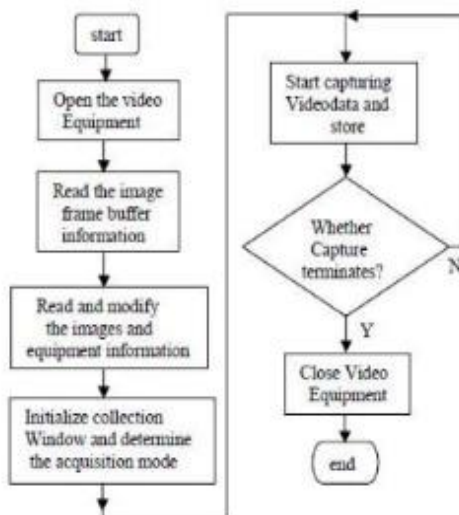 start
Open the video
Equipment
Read the image
frame buffer
information
Read and modify
the images and
equipment information
Initialize collection
Window and determine
the acquisition mode
Start capturing
Videodata and
store
Whether
Capture
terminates?
N
Y
Close Video
Equipment
end